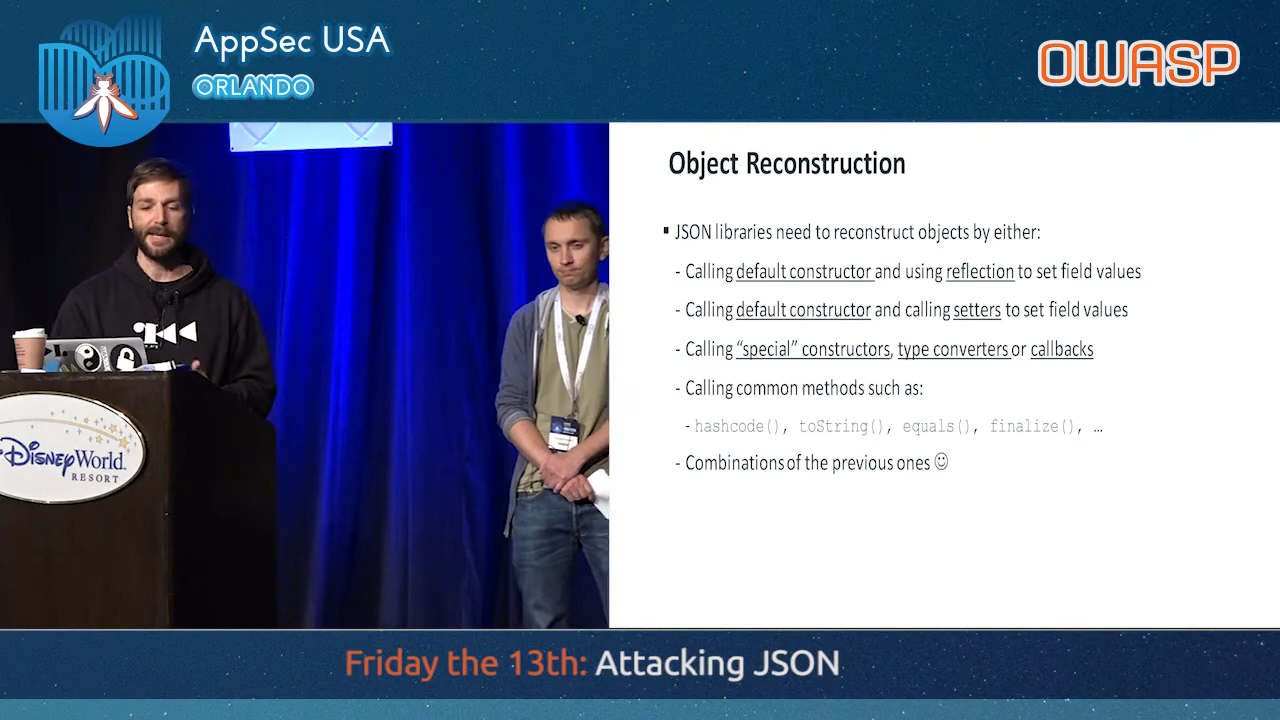 AppSec USA
ORLANDO
OWASP
Object Reconstruction
▪ JSON libraries need to reconstruct objects by either:
- Calling default constructor and using reflection to set field values
- Calling default constructor and calling setters to set field values
- Calling “special” constructors, type converters or callbacks
- Calling common methods such as:
- hashcode(), toString(), equals(), finalize(), …
- Combinations of the previous ones ☺
Disney World.
RESORT
Friday the 13th: Attacking JSON